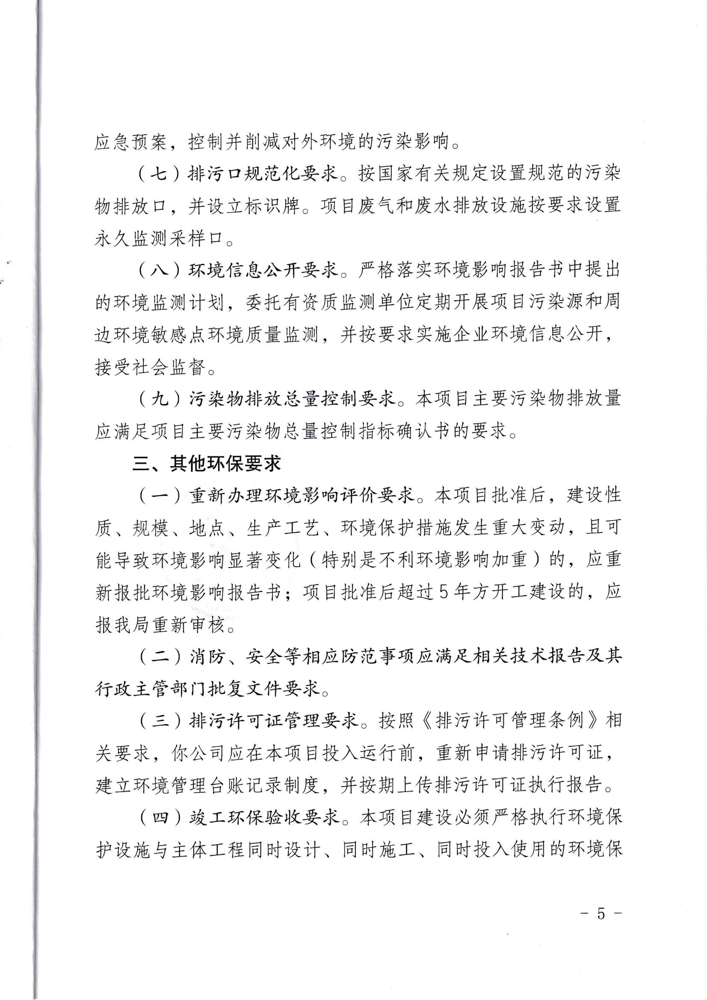 应急预案，控制并削减对外环境的污染影响。
（七）排污口规范化要求。按国家有关规定设置规范的污染
物排放口，并设立标识牌。项目废气和废水排放设施按要求设置
永久监测采样口。
（八）环境信息公开要求。严格落实环境影响报告书中提出
的环境监测计划，委托有资质监测单位定期开展项目污染源和周
边环境敏感点环境质量监测，并按要求实施企业环境信息公开，
接受社会监督。
（九）污染物排放总量控制要求。本项目主要污染物排放量
应满足项目主要污染物总量控制指标确认书的要求。
三、其他环保要求
（一）重新办理环境影响评价要求。本项目批准后，建设性
质、规模、地点、生产工艺、环境保护措施发生重大变动，且可
能导致环境影响显著变化（特别是不利环境影响加重）的，应重
新报批环境影响报告书；项目批准后超过5年方开工建设的，应
报我局重新审核。
（二）消防、安全等相应防范事项应满足相关技术报告及其
行政主管部门批复文件要求。
（三）排污许可证管理要求。按照《排污许可管理条例》相
关要求，你公司应在本项目投入运行前，重新申请排污许可证，
建立环境管理台账记录制度，并按期上传排污许可证执行报告。
（四）竣工环保验收要求。本项目建设必须严格执行环境保
护设施与主体工程同时设计、同时施工、同时投入使用的环境保
- 5 -